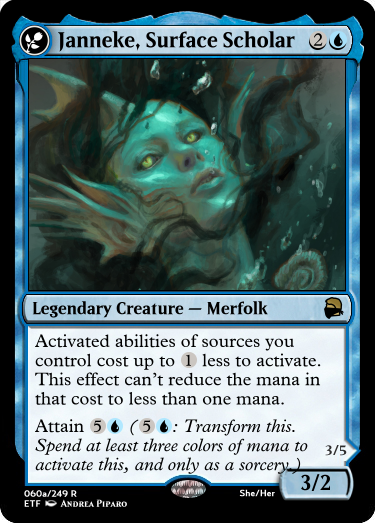 Janneke, Surface Scholar 2
Legendary Creature — Merfolk
Activated abilities of sources you
control cost up to 1 less to activate.
This effect can't reduce the mana in
that cost to less than one mana.
Attain 5 ( 5 : Transform this.
Spend at least three colors of mana to
activate this, and only as a sorcery.)
3/5
3/2
060a/249 R
ETF Andrea Piparo
She/Her